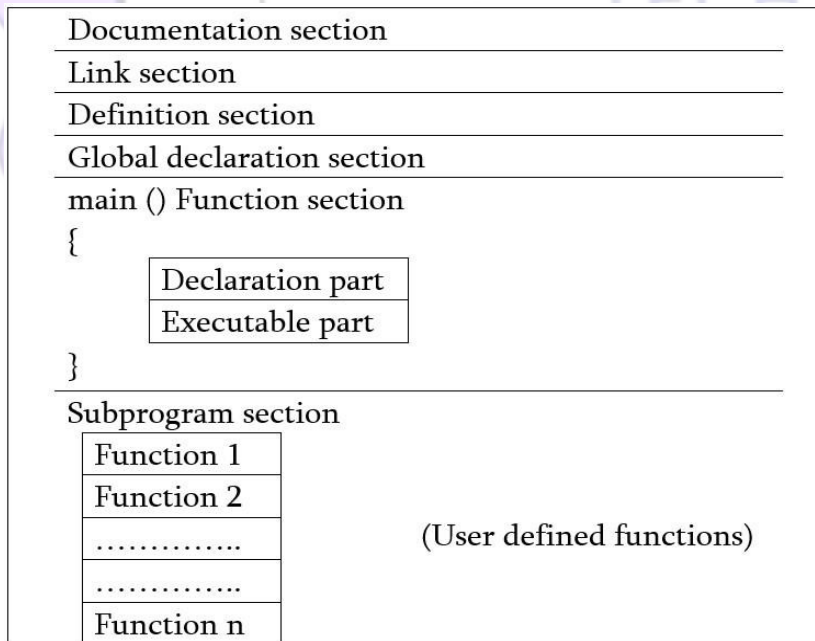 Documentation section
Link section
Definition section
Global declaration section
main () Function section
{
Declaration part
Executable part
}
Subprogram section
Function 1
Function 2
…………..
(User defined functions)
…………..
Function n